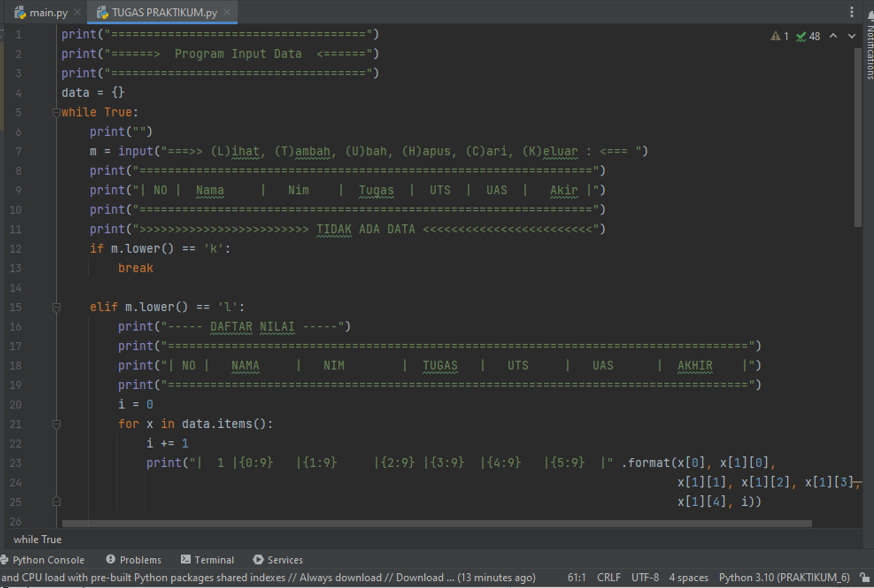 main.py TUGAS PRAKTIKUM.py
1 print("====================================")
1 48
2 print("======>  Program Input Data  <======")
3 print("====================================")
4 data = {}
5 while True:
6     print("")
7     m = input("===>> (L)ihat, (T)ambah, (U)bah, (H)apus, (C)ari, (K)eluar : <=== ")
8     print("================================================================")
9     print("| NO |  Nama     |   Nim    |  Tugas  |  UTS  |  UAS  |   Akir |")
10     print("================================================================")
11     print(">>>>>>>>>>>>>>>>>>>>>>>> TIDAK ADA DATA <<<<<<<<<<<<<<<<<<<<<<<<")
12     if m.lower() == 'k':
13         break
14
15     elif m.lower() == 'l':
16         print("----- DAFTAR NILAI -----")
17         print("==================================================================================")
18         print("| NO |   NAMA     |   NIM        |  TUGAS   |   UTS     |   UAS      |  AKHIR    |")
19         print("==================================================================================")
20         i = 0
21         for x in data.items():
22             i += 1
23             print("|  1 |{0:9}   |{1:9}     |{2:9} |{3:9}  |{4:9}   |{5:9}  |" .format(x[0], x[1][0],
24 x[1][1], x[1][2], x[1][3],
25 x[1][4], i))
26
Notifications
while True
Python Console Problems Terminal Services
and CPU load with pre-built Python packages shared indexes // Always download // Download ... (13 minutes ago) 61:1 CRLF UTF-8 4 spaces Python 3.10 (PRAKTIKUM_6)